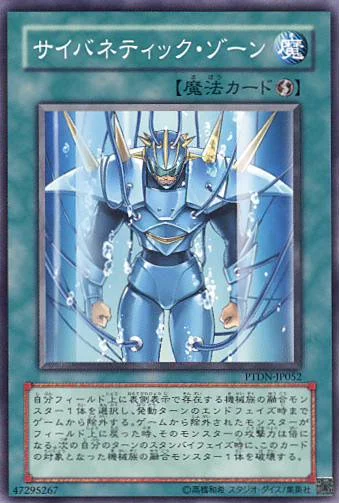 サイバネティック・ゾーン 魔
【魔法カード】
PTDN-JP052
自分フィールド上に表側表示で存在する機械族の融合モン
スター1体を選択し、発動ターンのエンドフェイズ時まで
ゲームから除外する。ゲームから除外されたモンスターが
フィールド上に戻った時、そのモンスターの攻撃力は倍に
なる。次の自分のターンのスタンバイフェイズ時に、このカード
の対象となった機械族の融合モンスター1体を破壊する。
47295267 ©高橋和希 スタジオ・ダイス/集英社